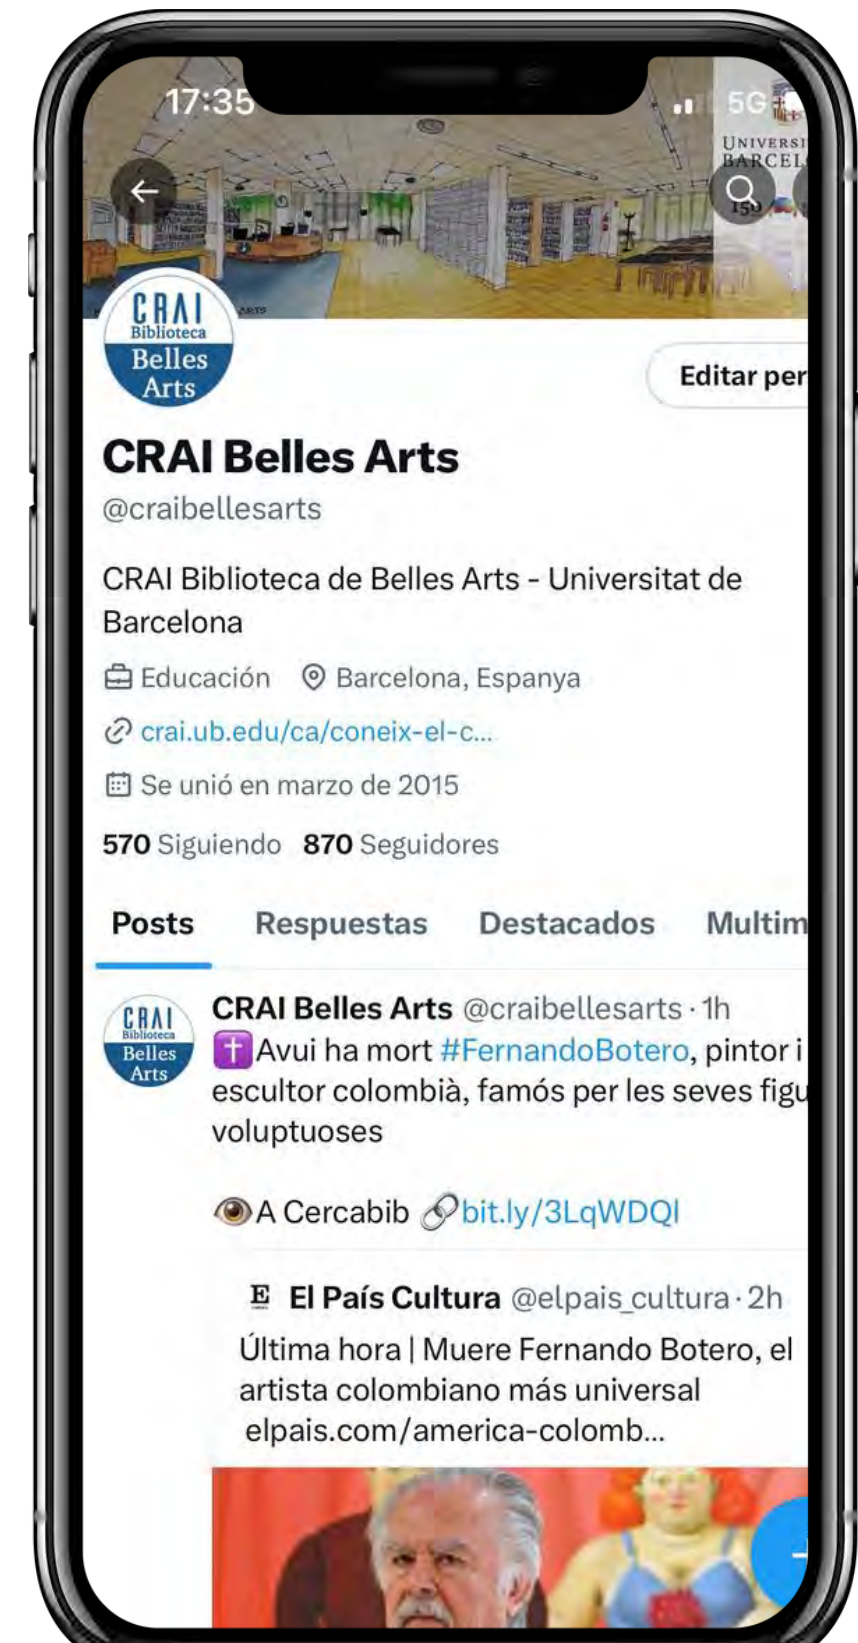 17:35
5G
UNIVERSI
BARCEL
150
ARTS
CRAI
Biblioteca
Belles
Arts
Editar per
CRAI Belles Arts
@craibellesarts
CRAI Biblioteca de Belles Arts - Universitat de
Barcelona
Educación Barcelona, Espanya
crai.ub.edu/ca/coneix-el-c...
Se unió en marzo de 2015
570 Siguiendo 870 Seguidores
Posts Respuestas Destacados Multim
CRAI
Biblioteca
Belles
Arts
CRAI Belles Arts @craibellesarts · 1h
✝️Avui ha mort #FernandoBotero, pintor i
escultor colombià, famós per les seves figu
voluptuoses
👁️A Cercabib 🔗bit.ly/3LqWDQl
E El País Cultura @elpais_cultura · 2h
Última hora | Muere Fernando Botero, el
artista colombiano más universal
elpais.com/america-colomb...